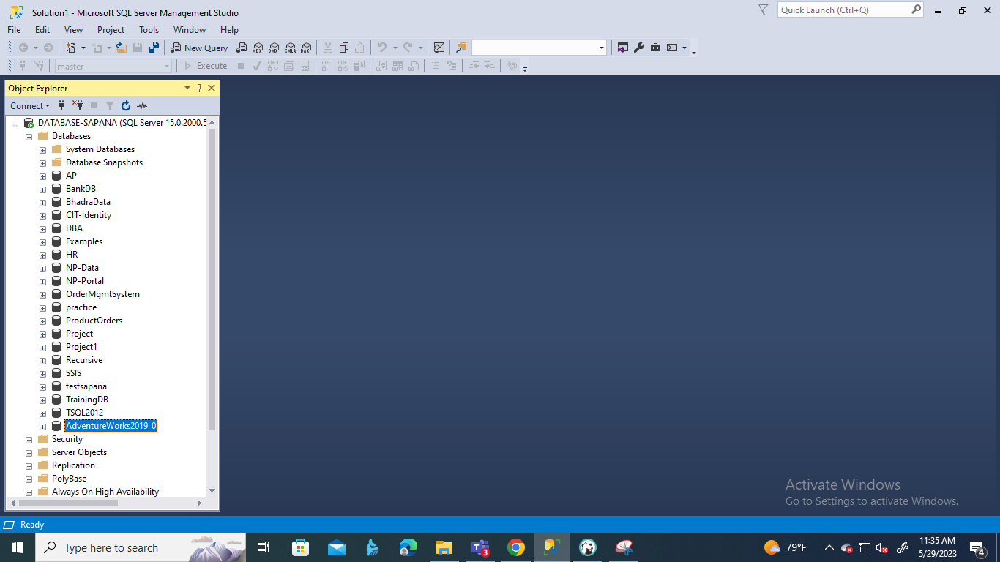 Solution1 - Microsoft SQL Server Management Studio
Quick Launch (Ctrl+Q)
File Edit View Project Tools Window Help
New Query
MDX DMX XMLA DAX
master
Execute
Object Explorer
Connect
DATABASE-SAPANA (SQL Server 15.0.2000.5
Databases
System Databases
Database Snapshots
AP
BankDB
BhadraData
CIT-Identity
DBA
Examples
HR
NP-Data
NP-Portal
OrderMgmtSystem
practice
ProductOrders
Project
Project1
Recursive
SSIS
testsapana
TrainingDB
TSQL2012
AdventureWorks2019_0
Security
Server Objects
Replication
PolyBase
Always On High Availability
Activate Windows
Go to Settings to activate Windows.
Ready
Type here to search
3
79°F
11:35 AM
5/29/2023
4